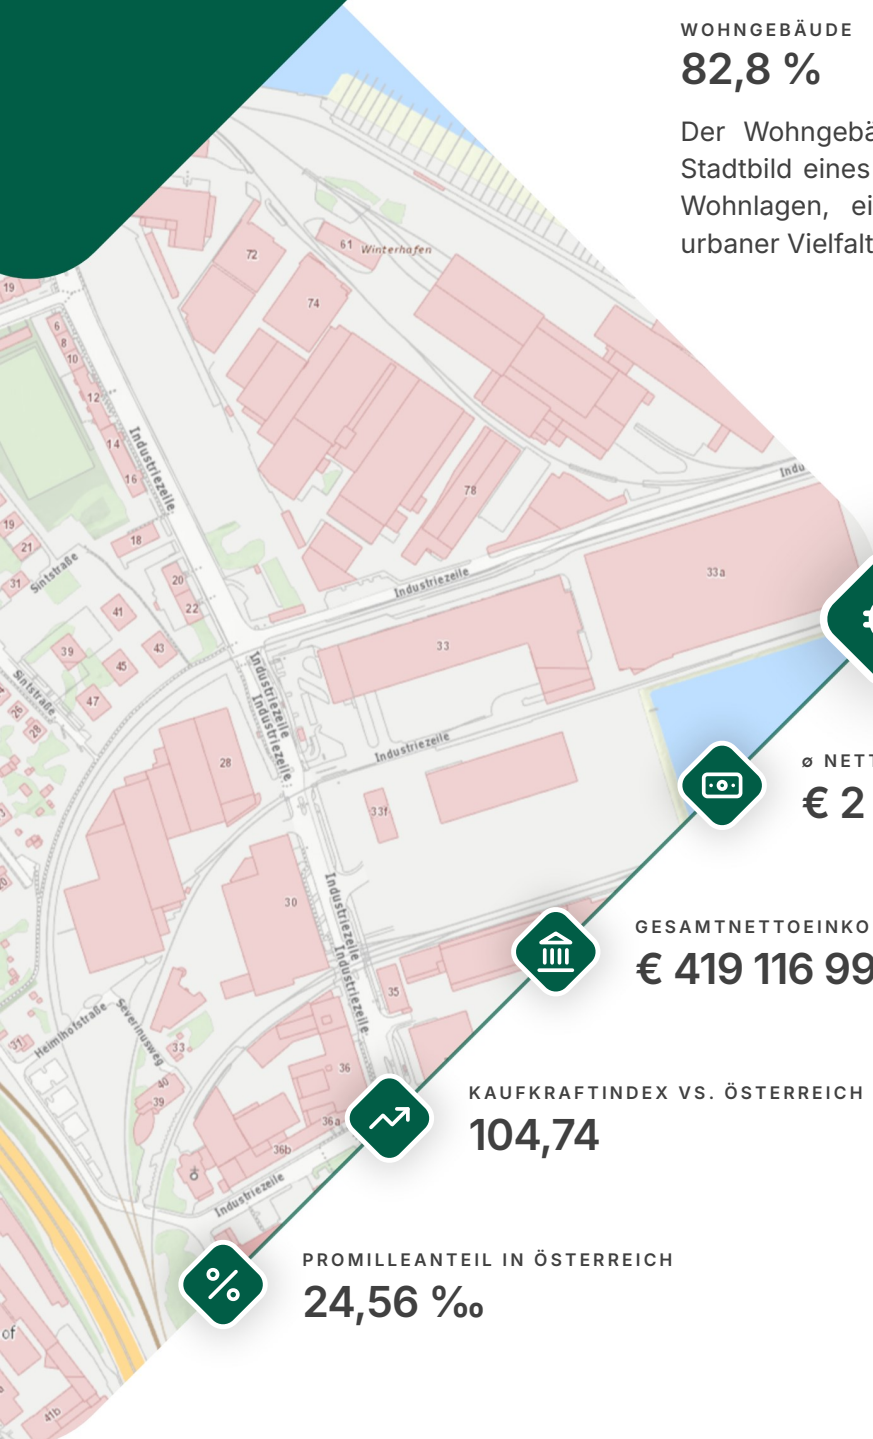 WOHNGEBÄUDE
82,8 %
Der Wohngebä
Stadtbild eines
Wohnlagen, ei
urbaner Vielfalt
72
61 Winterhafen
74
19
6
8
10
12
14
16
Industriezeile
78
Indu
19
21
18
31
Sintstraße
20
22
41
Industriezeile
33a
39
43
45
33
47
Sintstraße
26
28
Industriezeile
Industriezeile
28
Industriezeile
33f
ø NETT
€ 2
30
Industriezeile
GESAMTNETTOEINKO
€ 419 116 99
Industriezeile
35
Heimhofstraße
Severinusweg
31
33
36
40
39
36a
36b
KAUFKRAFTINDEX VS. ÖSTERREICH
104,74
Industriezeile
%
PROMILLEANTEIL IN ÖSTERREICH
24,56 ‰
of
41b